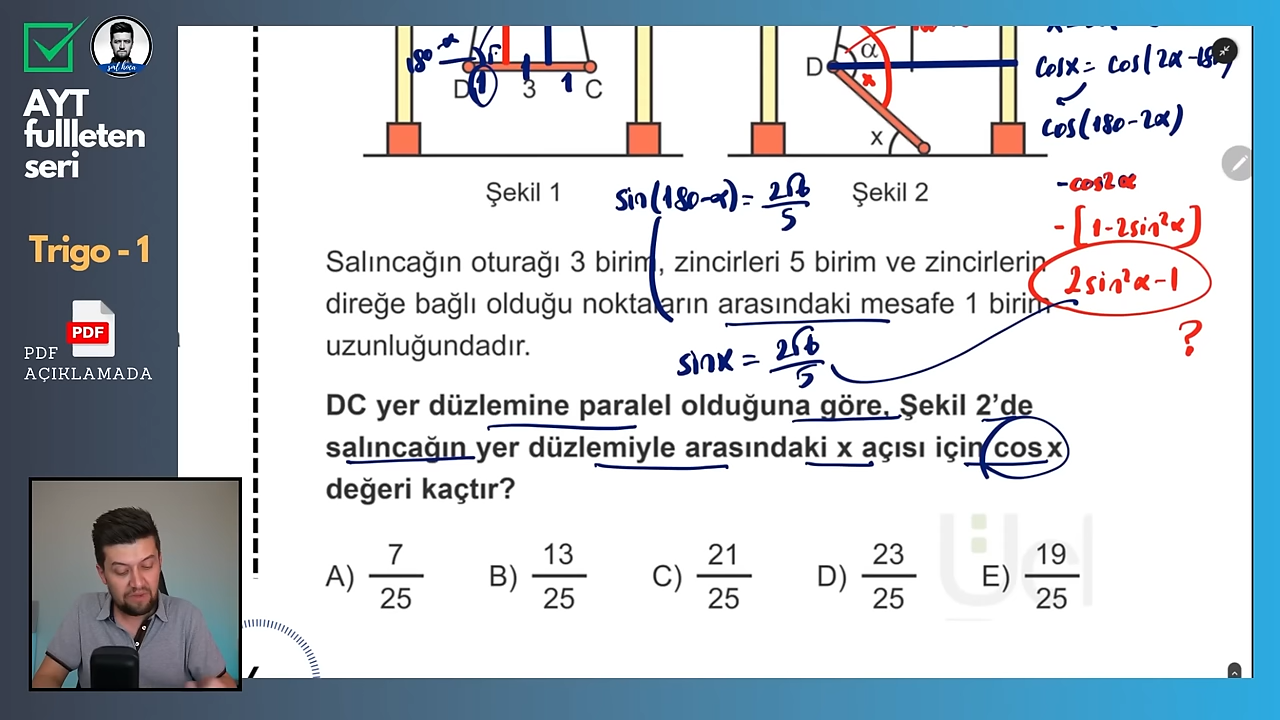 AYT
fullleten
seri
Trigo - 1
PDF
PDF
AÇIKLAMADA
180-α
D
1
3
1
C
D
α
x
x
cosx = cos(2α-180)
cos(180-2α)
-cos2α
-[1-2sin²α]
2sin²α-1
?
Şekil 1
sin(180-α) = 2√6/5
Şekil 2
Salıncağın oturağı 3 birim, zincirleri 5 birim ve zincirlerin
direğe bağlı olduğu noktaların arasındaki mesafe 1 birim
uzunluğundadır.
sinx = 2√6/5
DC yer düzlemine paralel olduğuna göre, Şekil 2'de
salıncağın yer düzlemiyle arasındaki x açısı için cos x
değeri kaçtır?
A) 7/25 B) 13/25 C) 21/25 D) 23/25 E) 19/25